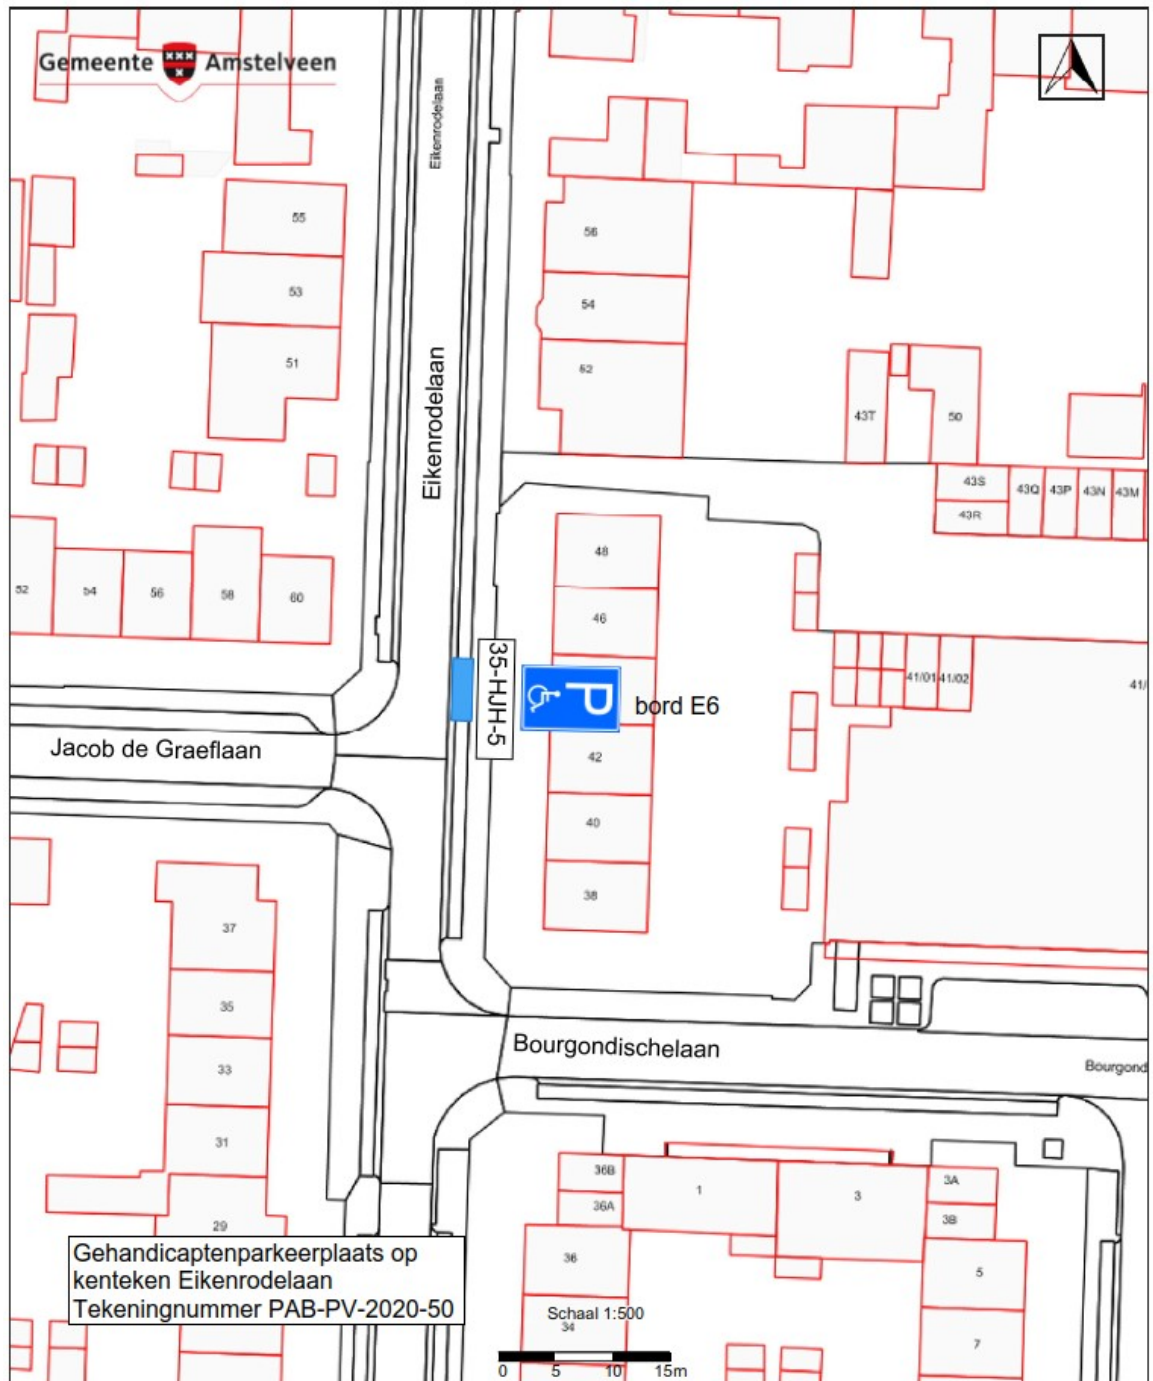 Gemeente Amstelveen
Eikenrodelaan
55
56
53
54
51
52
Eikenrodelaan
43T
50
43S
43Q
43P
43N
43M
43R
48
52
54
56
58
60
46
35-HJH-5
P
bord E6
41/01
41/02
41/
Jacob de Graeflaan
42
40
38
37
35
Bourgondischelaan
Bourgond
33
31
36B
1
3
3A
36A
3B
29
Gehandicaptenparkeerplaats op
kenteken Eikenrodelaan
Tekeningnummer PAB-PV-2020-50
36
5
Schaal 1:500
34
7
0 5 10 15m